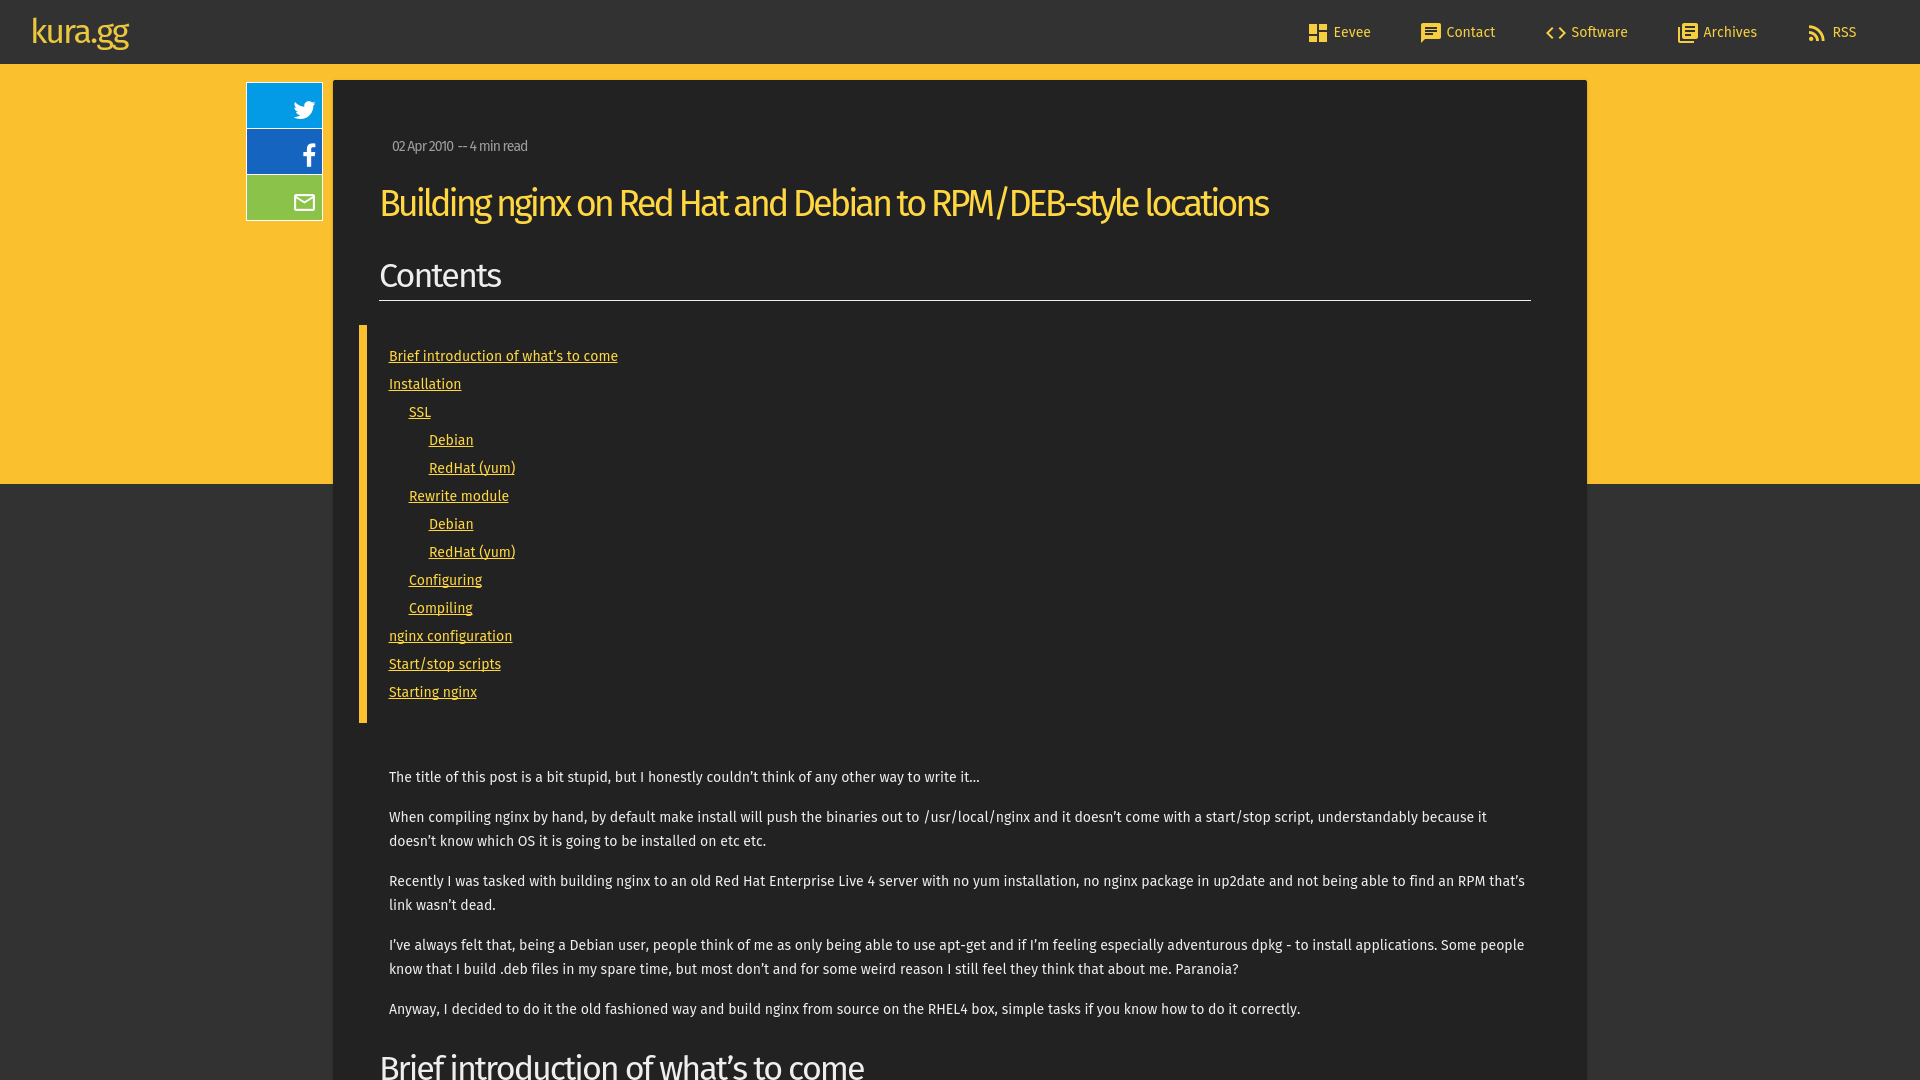 kura.gg
Eevee
Contact
Software
Archives
RSS
02 Apr 2010 -- 4 min read
Building nginx on Red Hat and Debian to RPM/DEB-style locations
Contents
Brief introduction of what’s to come
Installation
SSL
Debian
RedHat (yum)
Rewrite module
Debian
RedHat (yum)
Configuring
Compiling
nginx configuration
Start/stop scripts
Starting nginx
The title of this post is a bit stupid, but I honestly couldn’t think of any other way to write it…
When compiling nginx by hand, by default make install will push the binaries out to /usr/local/nginx and it doesn’t come with a start/stop script, understandably because it
doesn’t know which OS it is going to be installed on etc etc.
Recently I was tasked with building nginx to an old Red Hat Enterprise Live 4 server with no yum installation, no nginx package in up2date and not being able to find an RPM that’s
link wasn’t dead.
I’ve always felt that, being a Debian user, people think of me as only being able to use apt-get and if I’m feeling especially adventurous dpkg - to install applications. Some people
know that I build .deb files in my spare time, but most don’t and for some weird reason I still feel they think that about me. Paranoia?
Anyway, I decided to do it the old fashioned way and build nginx from source on the RHEL4 box, simple tasks if you know how to do it correctly.
Brief introduction of what’s to come